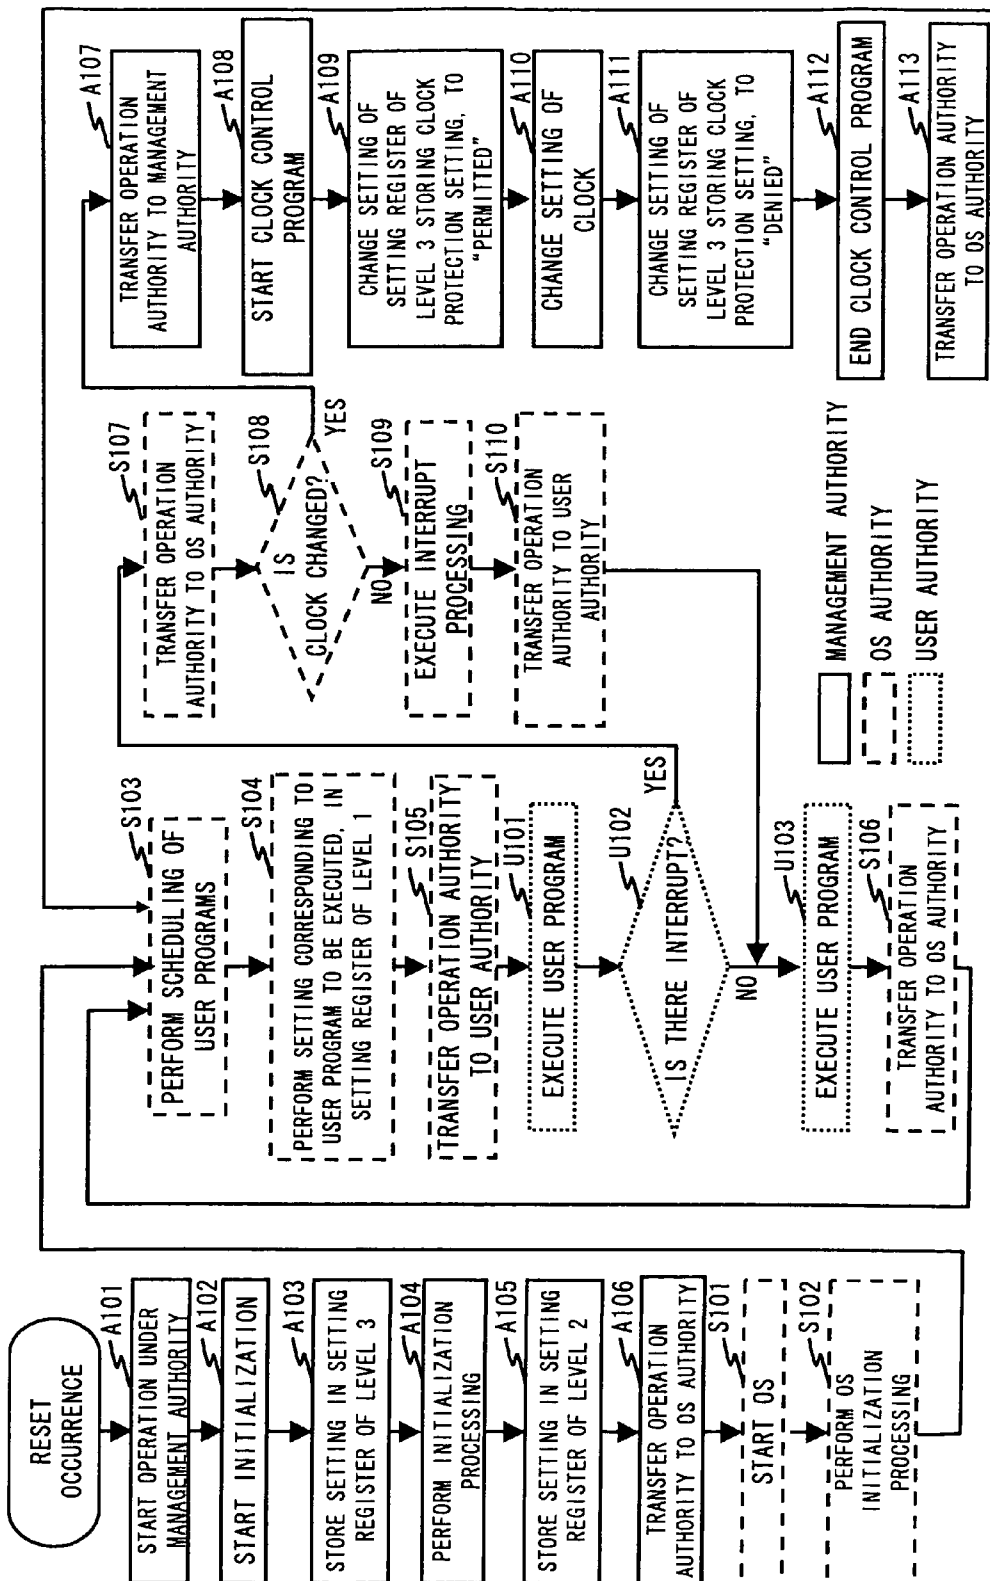 RESET
OCCURRENCE
A101
START OPERATION UNDER
MANAGEMENT AUTHORITY
A102
START INITIALIZATION
A103
STORE SETTING IN SETTING
REGISTER OF LEVEL 3
A104
PERFORM INITIALIZATION
PROCESSING
A105
STORE SETTING IN SETTING
REGISTER OF LEVEL 2
A106
TRANSFER OPERATION
AUTHORITY TO OS AUTHORITY
S101
START OS
S102
PERFORM OS
INITIALIZATION
PROCESSING
S103
PERFORM SCHEDULING OF
USER PROGRAMS
S104
PERFORM SETTING CORRESPONDING TO
USER PROGRAM TO BE EXECUTED, IN
SETTING REGISTER OF LEVEL 1
S105
TRANSFER OPERATION AUTHORITY
TO USER AUTHORITY
U101
EXECUTE USER PROGRAM
U102
IS THERE INTERRUPT?
YES
NO
U103
EXECUTE USER PROGRAM
S106
TRANSFER OPERATION
AUTHORITY TO OS AUTHORITY
S107
TRANSFER OPERATION
AUTHORITY TO OS AUTHORITY
S108
IS
CLOCK CHANGED?
YES
NO
S109
EXECUTE INTERRUPT
PROCESSING
S110
TRANSFER OPERATION
AUTHORITY TO USER
AUTHORITY
A107
TRANSFER OPERATION
AUTHORITY TO MANAGEMENT
AUTHORITY
A108
START CLOCK CONTROL
PROGRAM
A109
CHANGE SETTING OF
SETTING REGISTER OF
LEVEL 3 STORING CLOCK
PROTECTION SETTING, TO
"PERMITTED"
A110
CHANGE SETTING OF
CLOCK
A111
CHANGE SETTING OF
SETTING REGISTER OF
LEVEL 3 STORING CLOCK
PROTECTION SETTING, TO
"DENIED"
A112
END CLOCK CONTROL PROGRAM
A113
TRANSFER OPERATION AUTHORITY
TO OS AUTHORITY
MANAGEMENT AUTHORITY
OS AUTHORITY
USER AUTHORITY